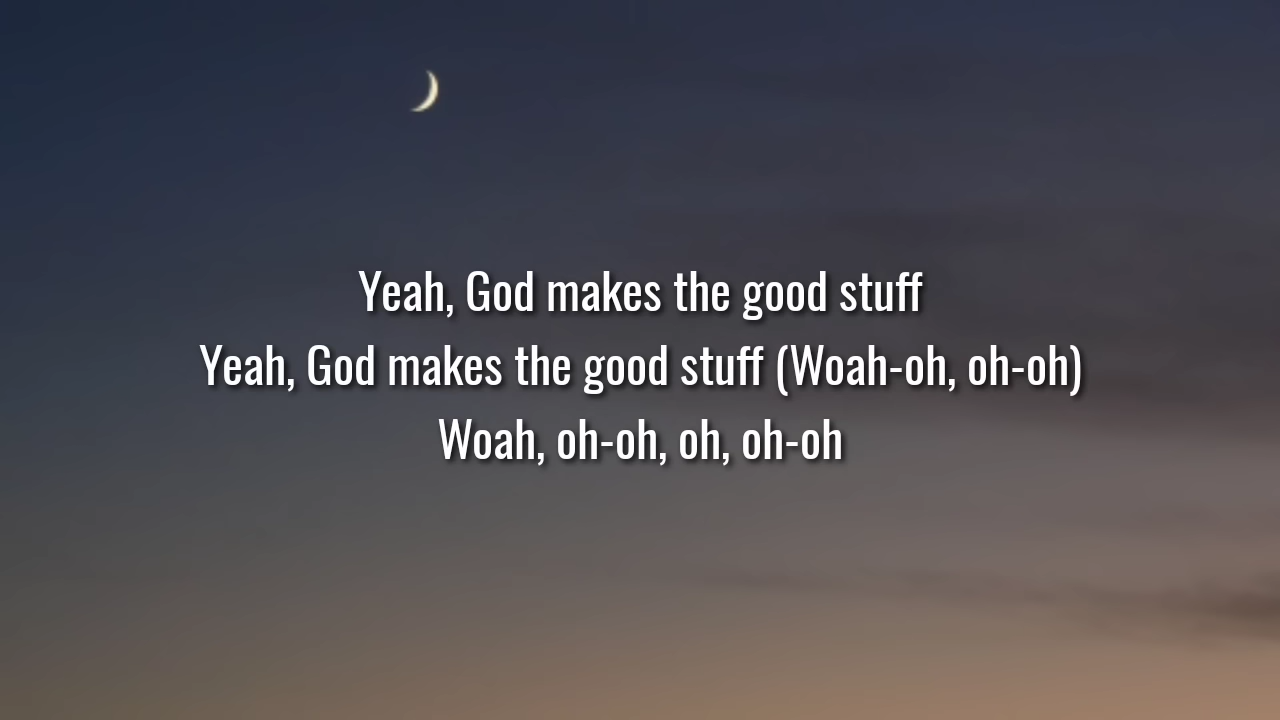 Yeah, God makes the good stuff
Yeah, God makes the good stuff (Woah-oh, oh-oh)
Woah, oh-oh, oh, oh-oh